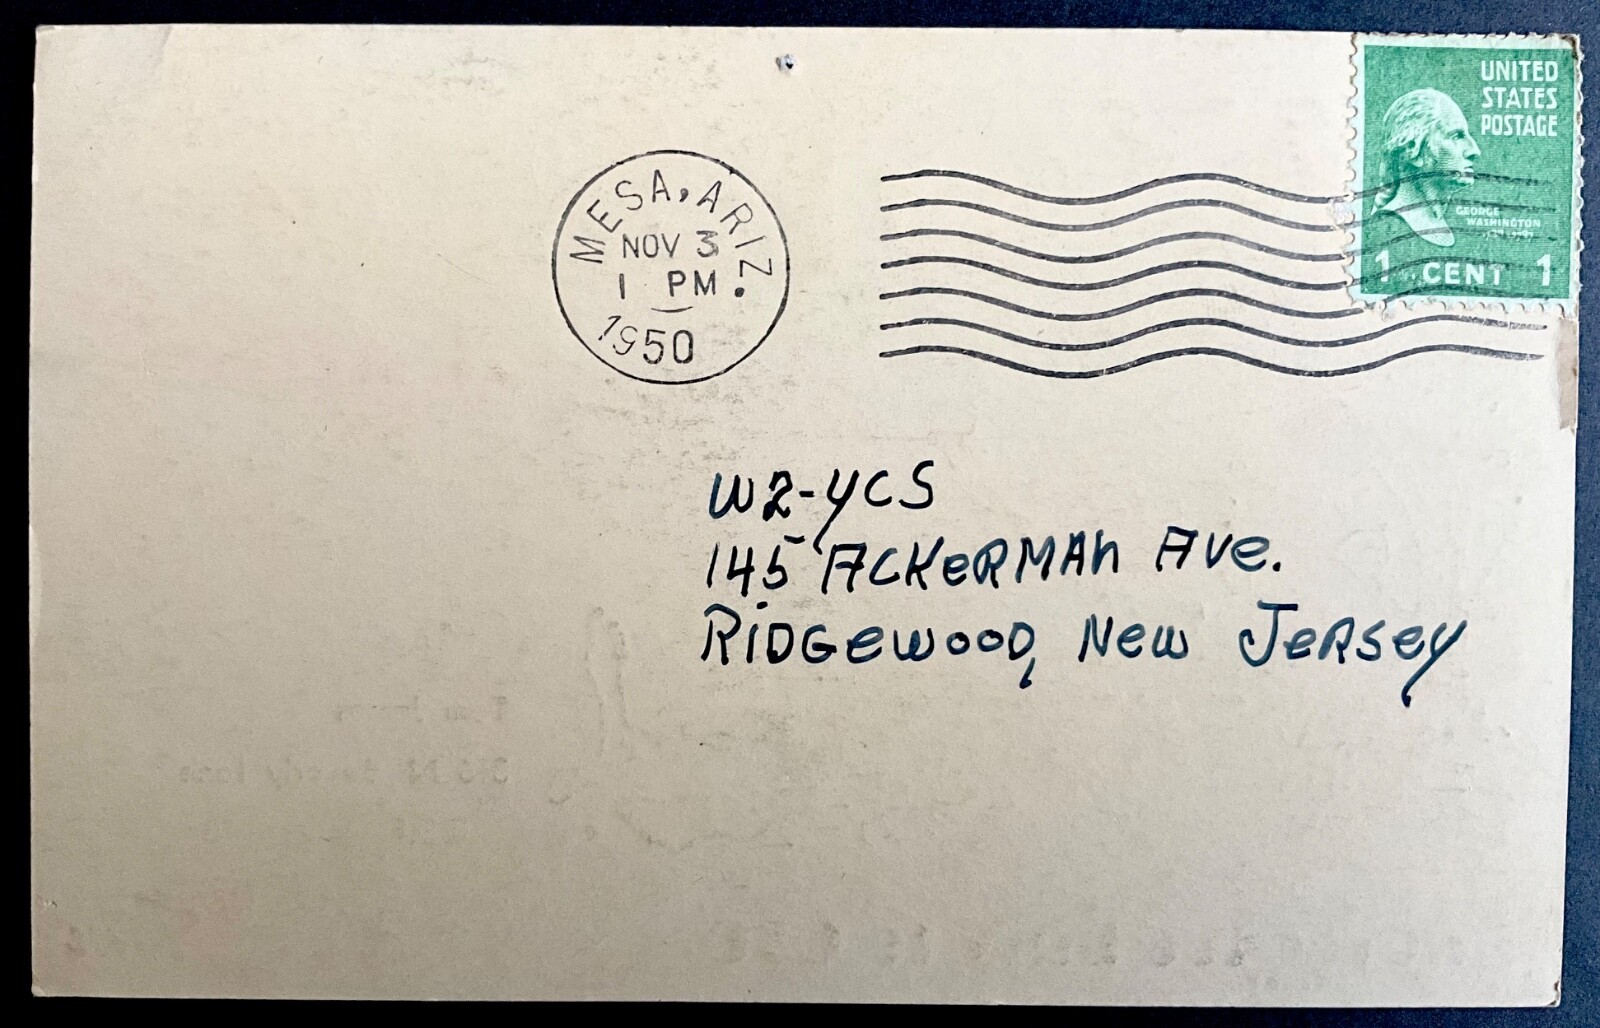 UNITED
STATES
POSTAGE
GEORGE
WASHINGTON
1 CENT 1
MESA, ARIZ.
NOV 3
1 PM
1950
W2-YCS
145 ACKeRMAn AVe.
RiDGewooD, New JeRSey